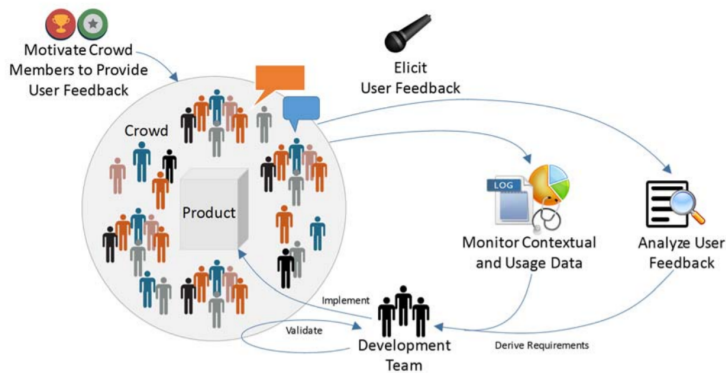 Motivate Crowd
Members to Provide
User Feedback
Elicit
User Feedback
Crowd
Product
LOG
Monitor Contextual
and Usage Data
Analyze User
Feedback
Implement
Validate
Development
Team
Derive Requirements